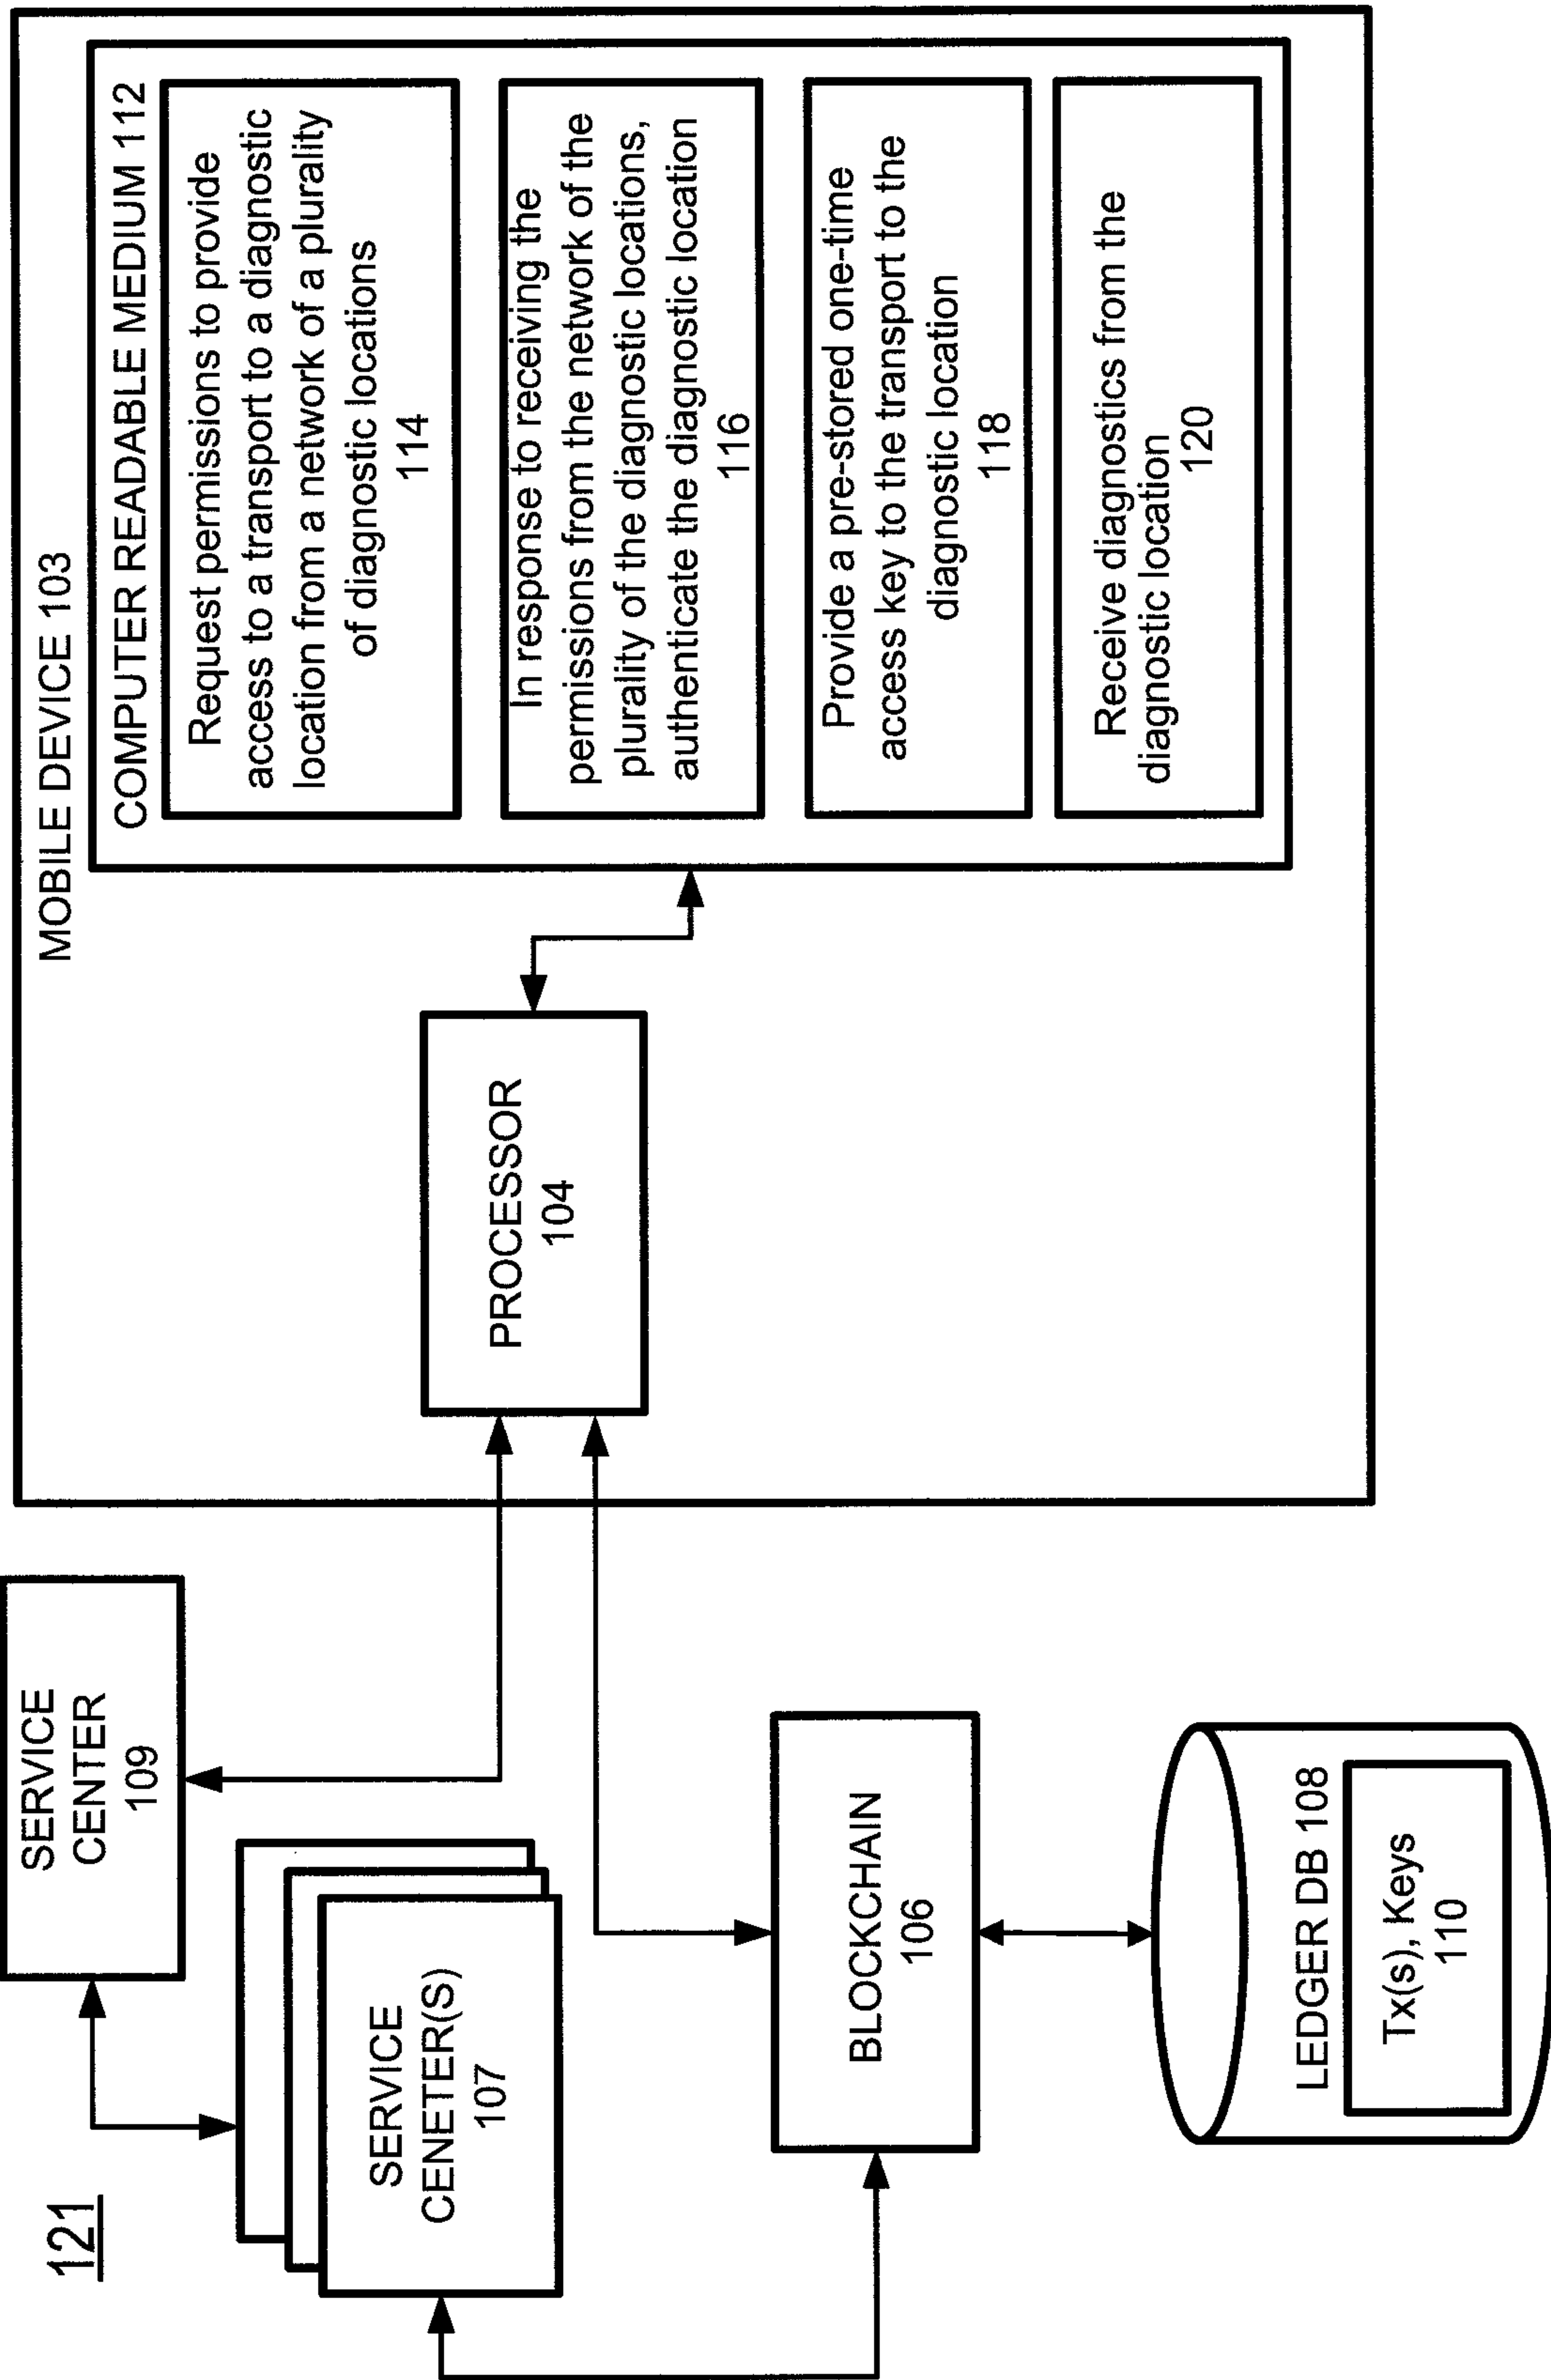 121
SERVICE
CENTER
109
SERVICE
CENETER(S)
107
BLOCKCHAIN
106
LEDGER DB 108
Tx(s), Keys
110
MOBILE DEVICE 103
PROCESSOR
104
COMPUTER READABLE MEDIUM 112
Request permissions to provide
access to a transport to a diagnostic
location from a network of a plurality
of diagnostic locations
114
In response to receiving the
permissions from the network of the
plurality of the diagnostic locations,
authenticate the diagnostic location
116
Provide a pre-stored one-time
access key to the transport to the
diagnostic location
118
Receive diagnostics from the
diagnostic location
120